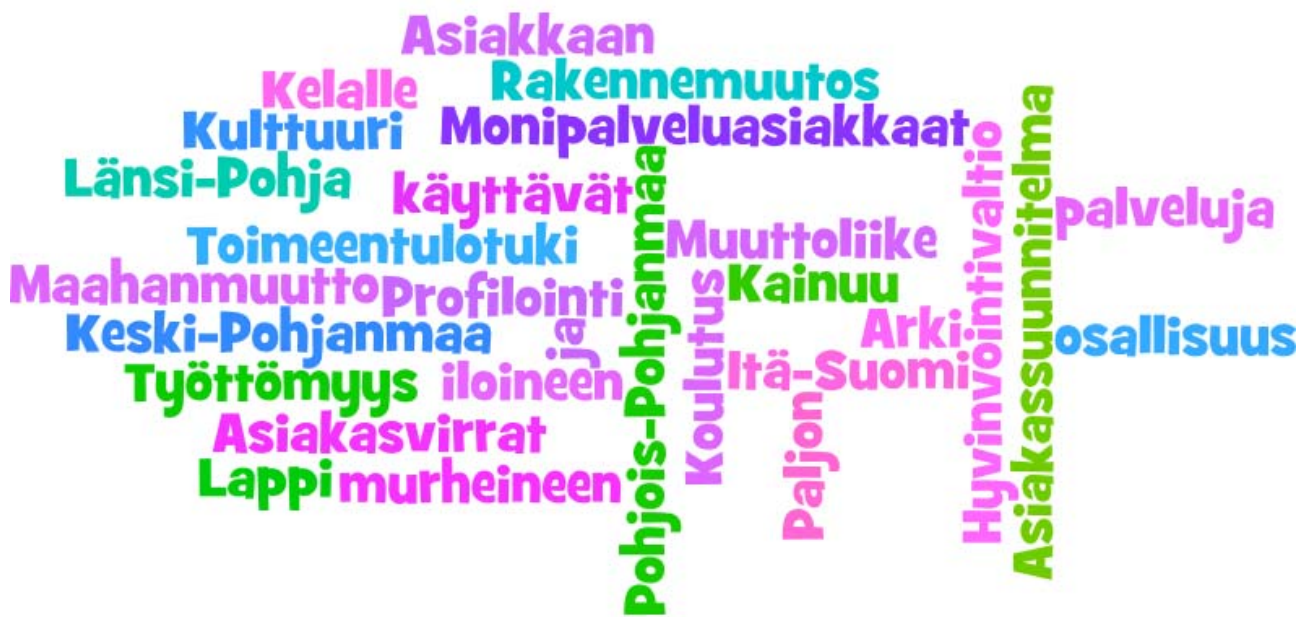 Asiakkaan
Rakennemuutos
Kelalle
Kulttuuri
Monipalveluasiakkaat
Länsi-Pohja
käyttävät
Toimeentulotuki
Muuttoliike
palveluja
Maahanmuutto
Profilointi
Kainuu
Keski-Pohjanmaa
ja
Arki
osallisuus
Työttömyys
iloineen
Itä-Suomi
Asiakasvirrat
Lappi
murheineen
Pohjois-Pohjanmaa
Koulutus
Paljon
Hyvinvointivaltio
Asiakassuunnitelma